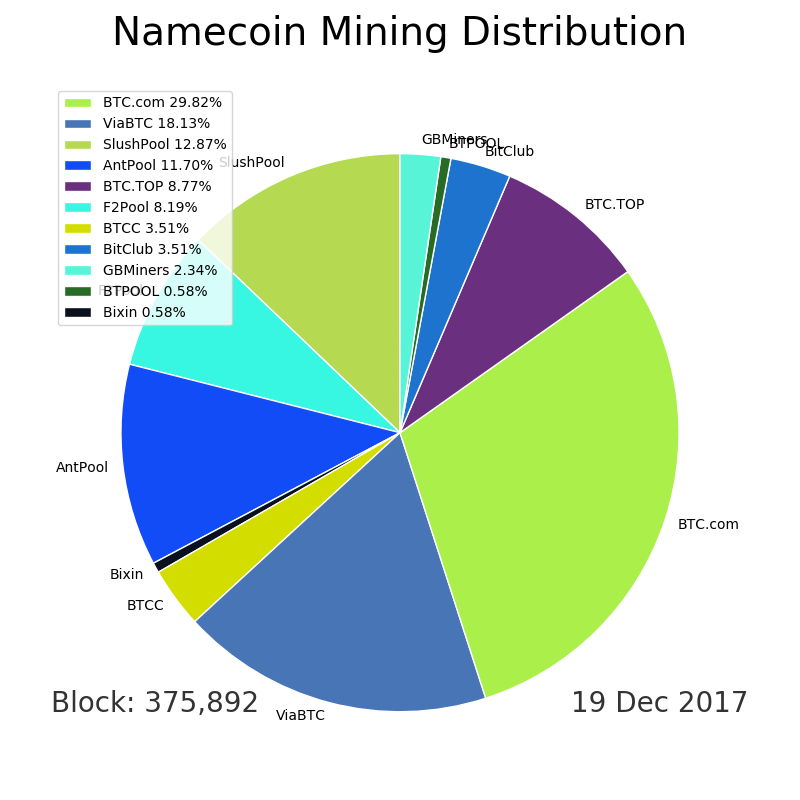 Namecoin Mining Distribution
BTC.com 29.82%
ViaBTC 18.13%
SlushPool 12.87%
AntPool 11.70%
BTC.TOP 8.77%
F2Pool 8.19%
BTCC 3.51%
BitClub 3.51%
GBMiners 2.34%
BTPOOL 0.58%
Bixin 0.58%
GBMiners
BTPOOL
BitClub
SlushPool
BTC.TOP
AntPool
BTC.com
Bixin
BTCC
ViaBTC
Block: 375,892
19 Dec 2017